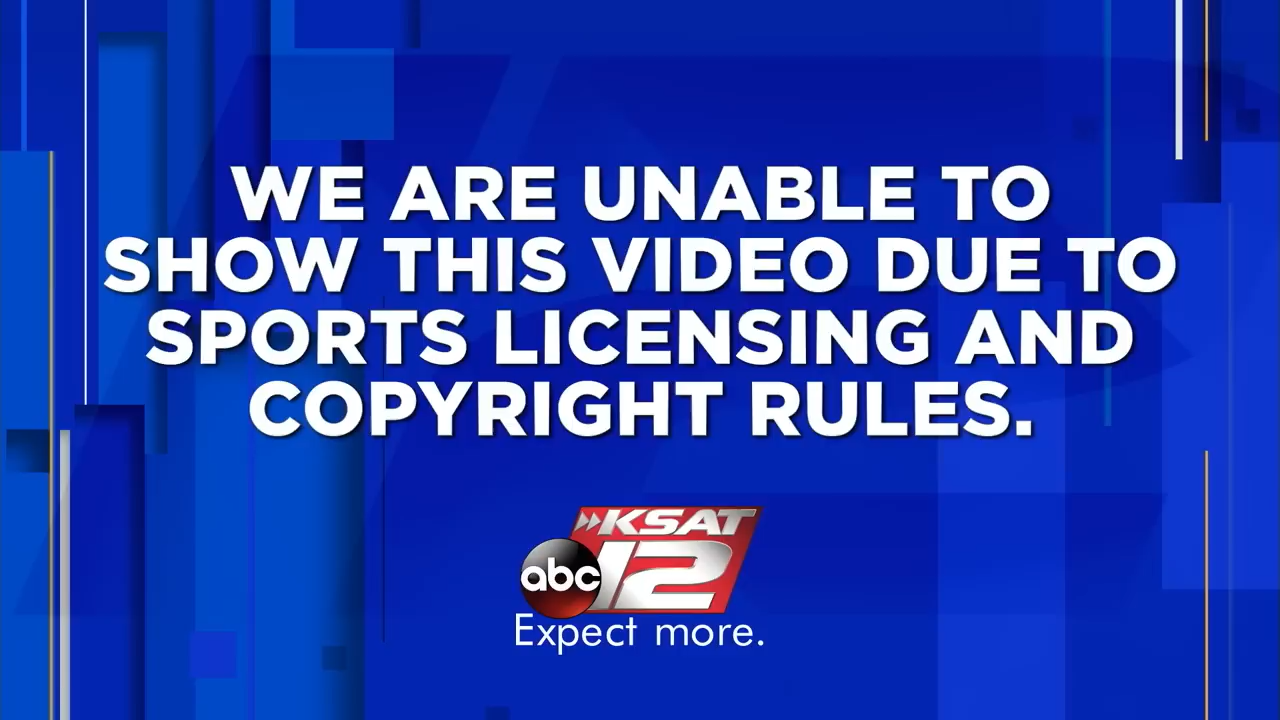 WE ARE UNABLE TO
SHOW THIS VIDEO DUE TO
SPORTS LICENSING AND
COPYRIGHT RULES.
KSAT
abc 12
Expect more.